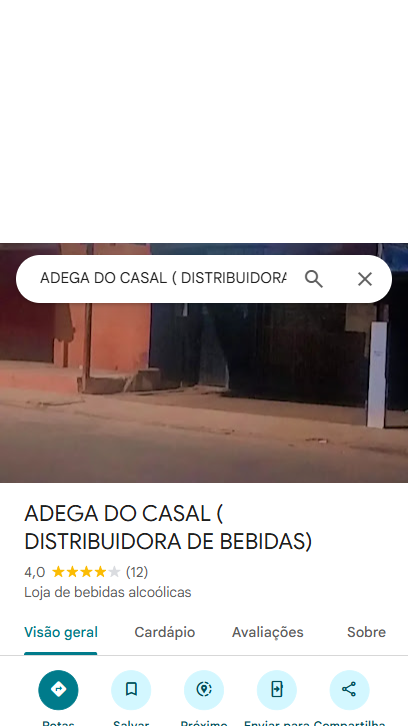 ADEGA DO CASAL ( DISTRIBUIDORA
ADEGA DO CASAL (
DISTRIBUIDORA DE BEBIDAS)
4,0 (12)
Loja de bebidas alcoólicas
Visão geral Cardápio Avaliações Sobre
Rotas Salvar Próximo Enviar para Compartilha